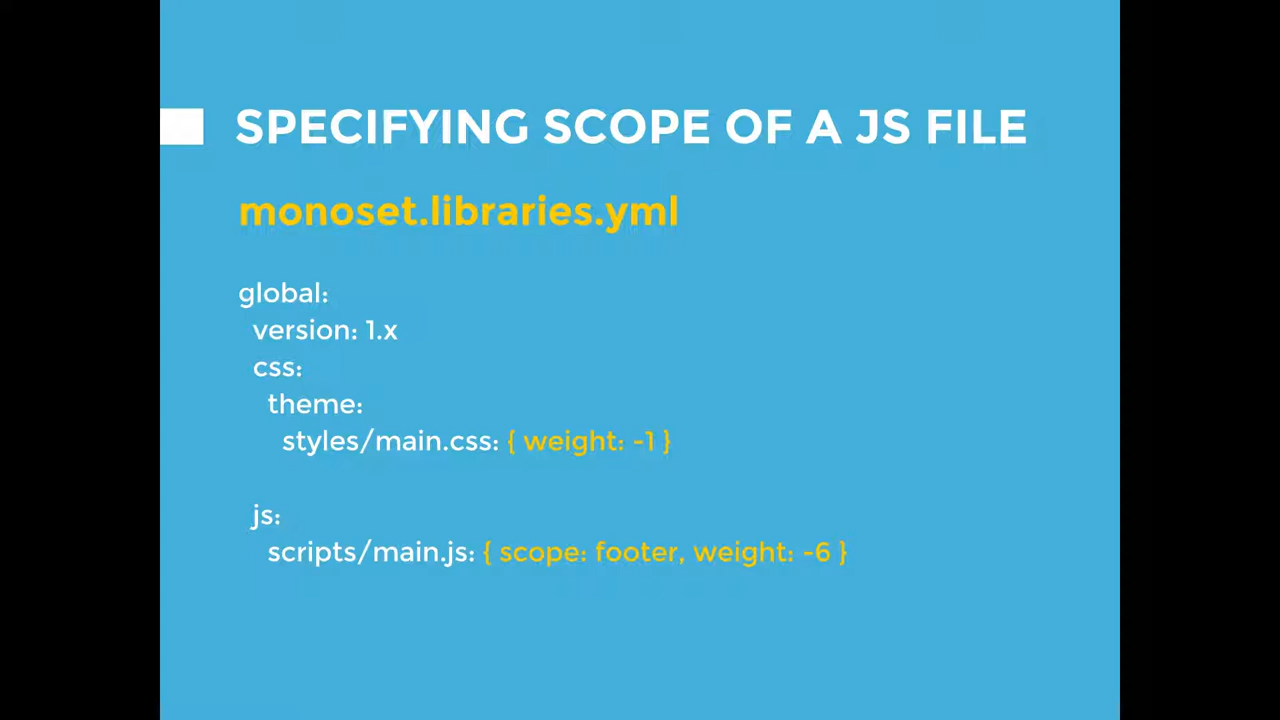 SPECIFYING SCOPE OF A JS FILE
monoset.libraries.yml
global:
version: 1.x
css:
theme:
styles/main.css: { weight: -1 }
js:
scripts/main.js: { scope: footer, weight: -6 }